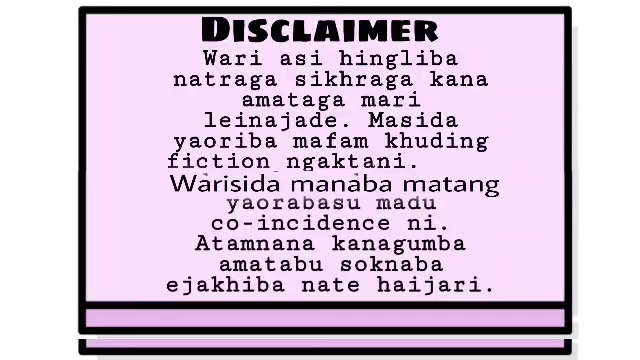 DISCLAIMER
Wari asi hingliba
natraga sikhraga kana
amataga mari
leinajade. Masida
yaoriba mafam khuding
fiction ngaktani.
Warisida manaba matang
yaorabasu madu
co-incidence ni.
Atamnana kanagumba
amatabu soknaba
ejakhiba nate haijari.